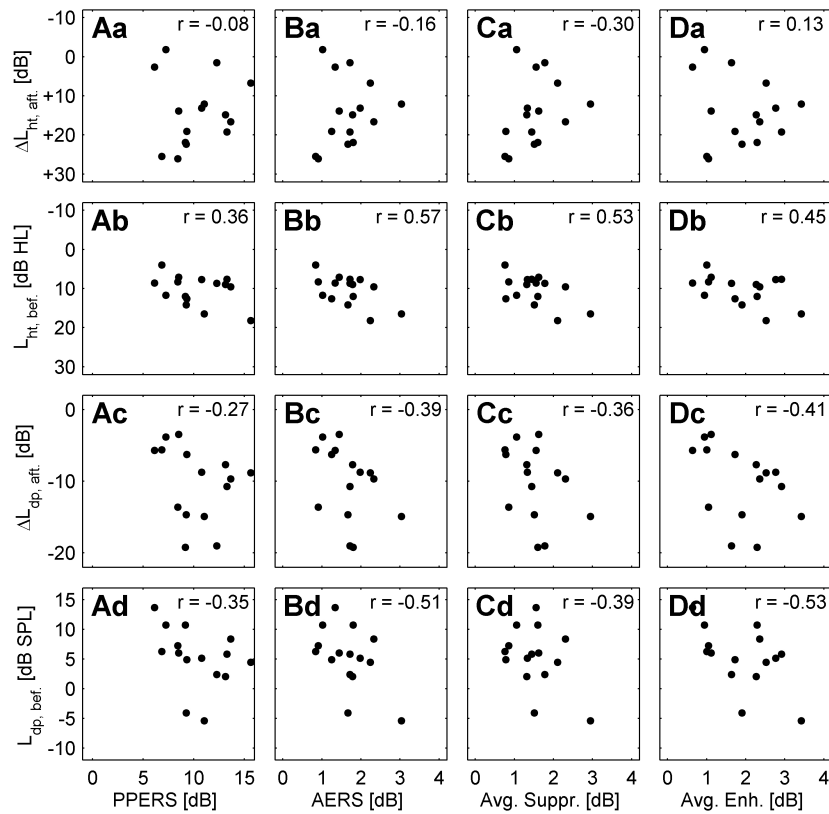 Aa r = -0.08 Ba r = -0.16 Ca r = -0.30 Da r = 0.13
-10
0
+10
+20
+30
ΔL_ht, aft. [dB]
Ab r = 0.36 Bb r = 0.57 Cb r = 0.53 Db r = 0.45
-10
0
10
20
30
L_ht, bef. [dB HL]
Ac r = -0.27 Bc r = -0.39 Cc r = -0.36 Dc r = -0.41
0
-10
-20
ΔL_dp, aft. [dB]
Ad r = -0.35 Bd r = -0.51 Cd r = -0.39 Dd r = -0.53
15
10
5
0
-5
-10
L_dp, bef. [dB SPL]
0 5 10 15 0 1 2 3 4 0 1 2 3 4 0 1 2 3 4
PPERS [dB] AERS [dB] Avg. Suppr. [dB] Avg. Enh. [dB]